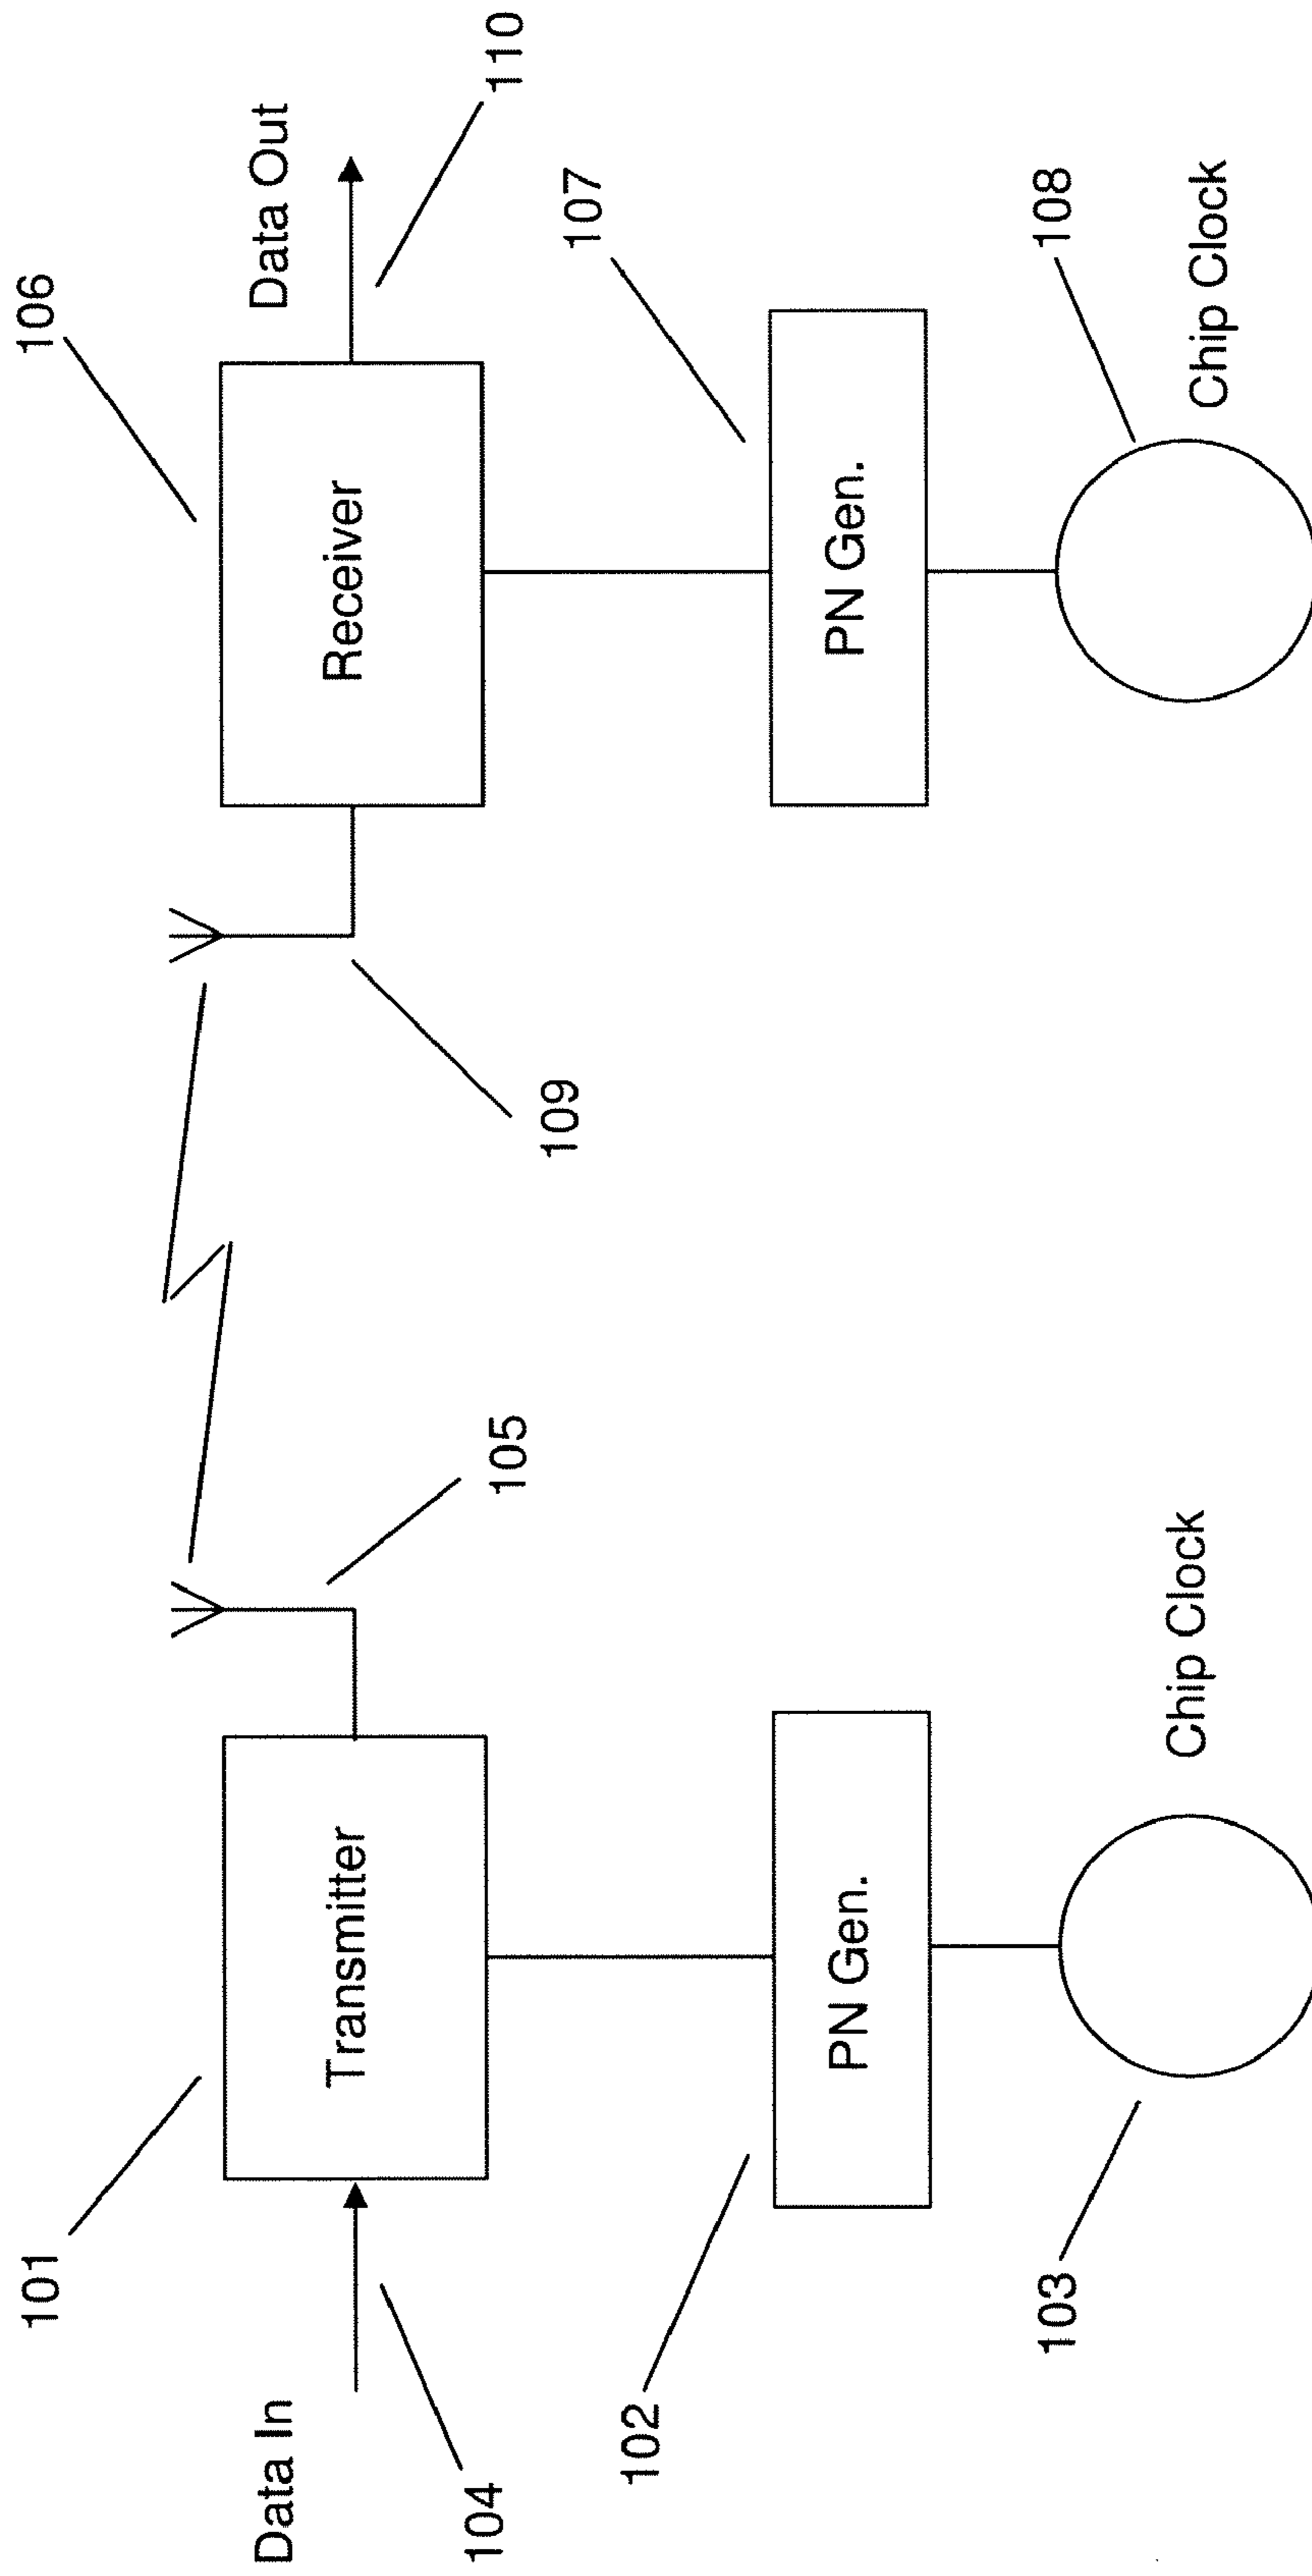 106
Data Out
110
101
Receiver
Data In
104
Transmitter
105
109
107
102
PN Gen.
PN Gen.
108
103
Chip Clock
Chip Clock